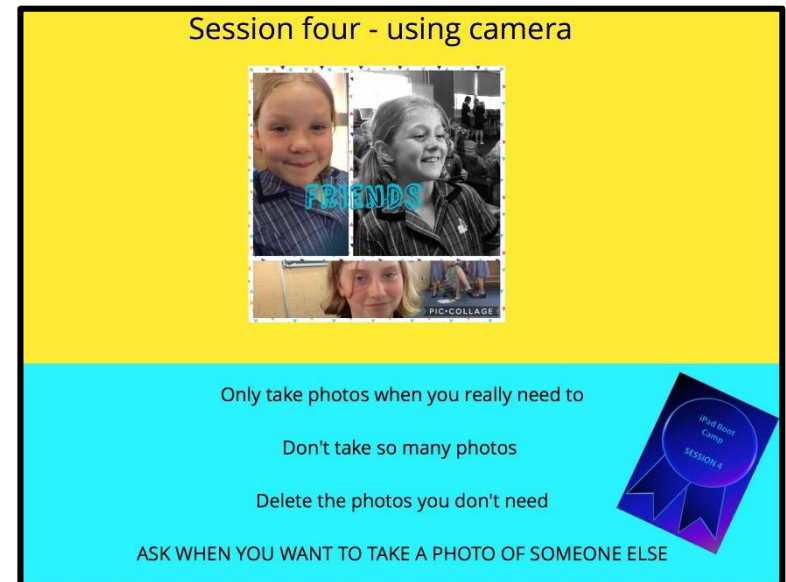 Session four - using camera
FRIENDS
PIC•COLLAGE
Only take photos when you really need to
Don't take so many photos
Delete the photos you don't need
ASK WHEN YOU WANT TO TAKE A PHOTO OF SOMEONE ELSE
iPad Boot
Camp
SESSION 4